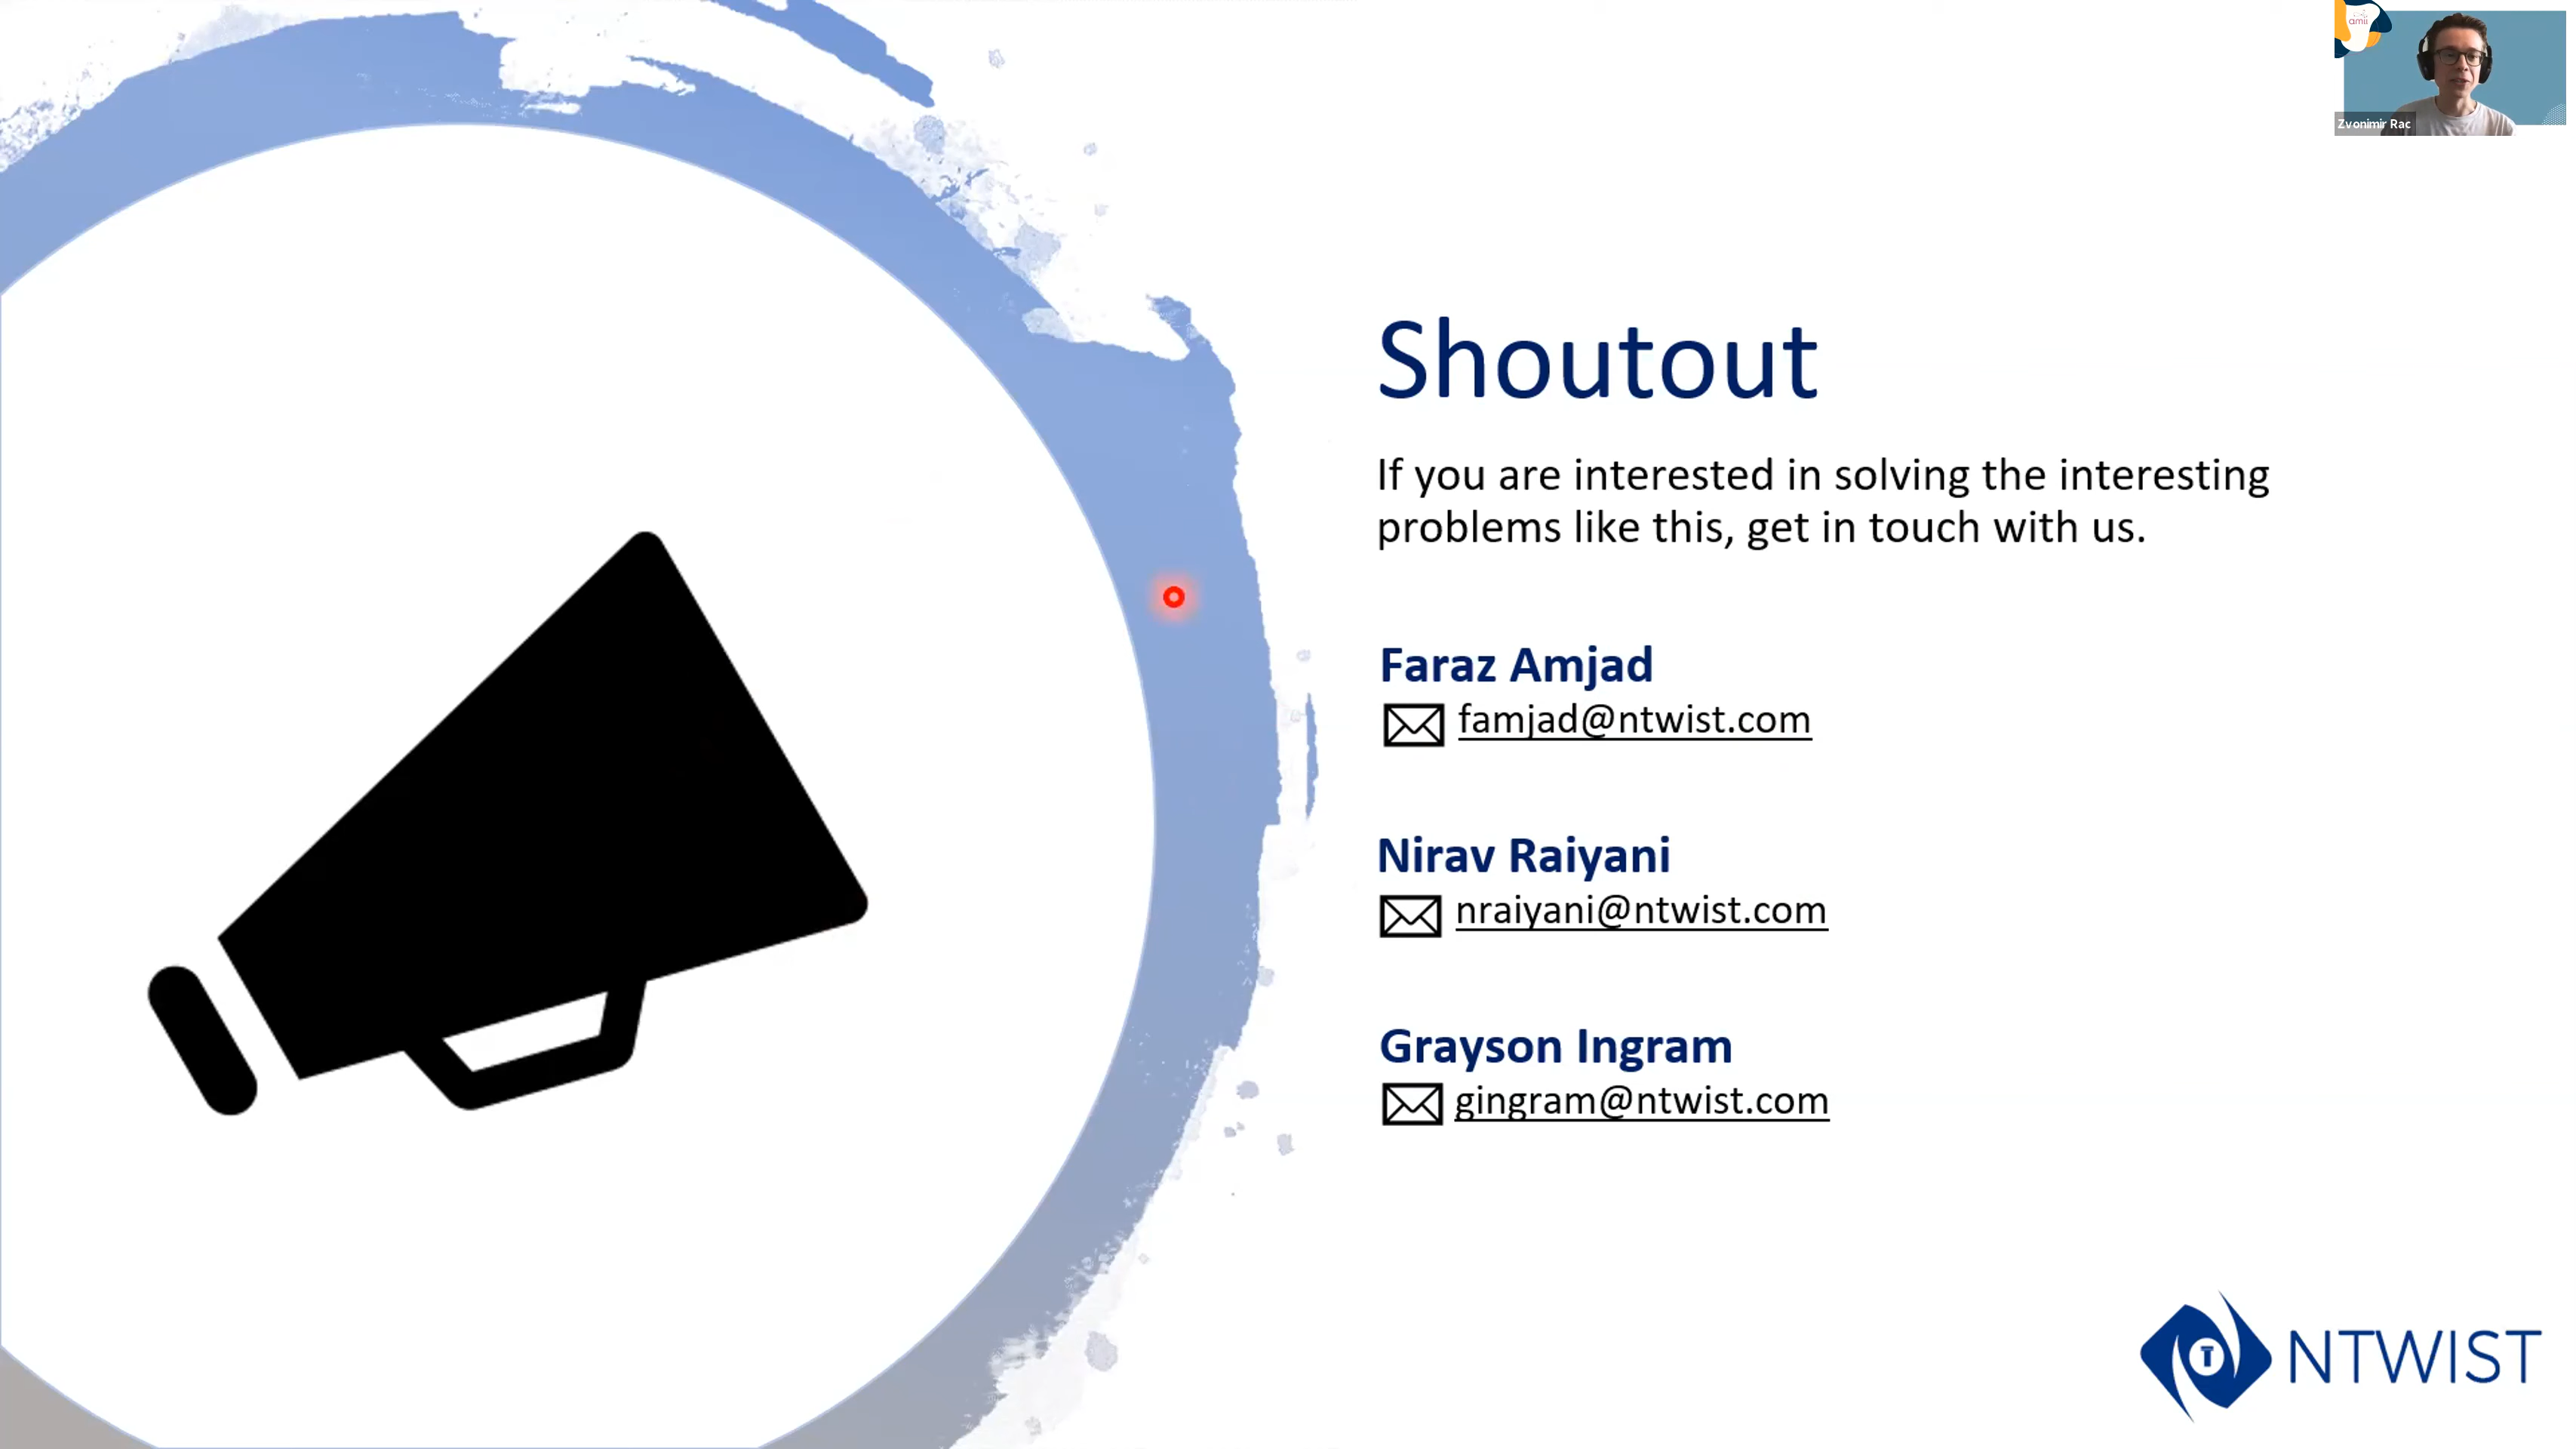 amii
Zvonimir Rac
Shoutout
If you are interested in solving the interesting
problems like this, get in touch with us.
Faraz Amjad
famjad@ntwist.com
Nirav Raiyani
nraiyani@ntwist.com
Grayson Ingram
gingram@ntwist.com
T
NTWIST